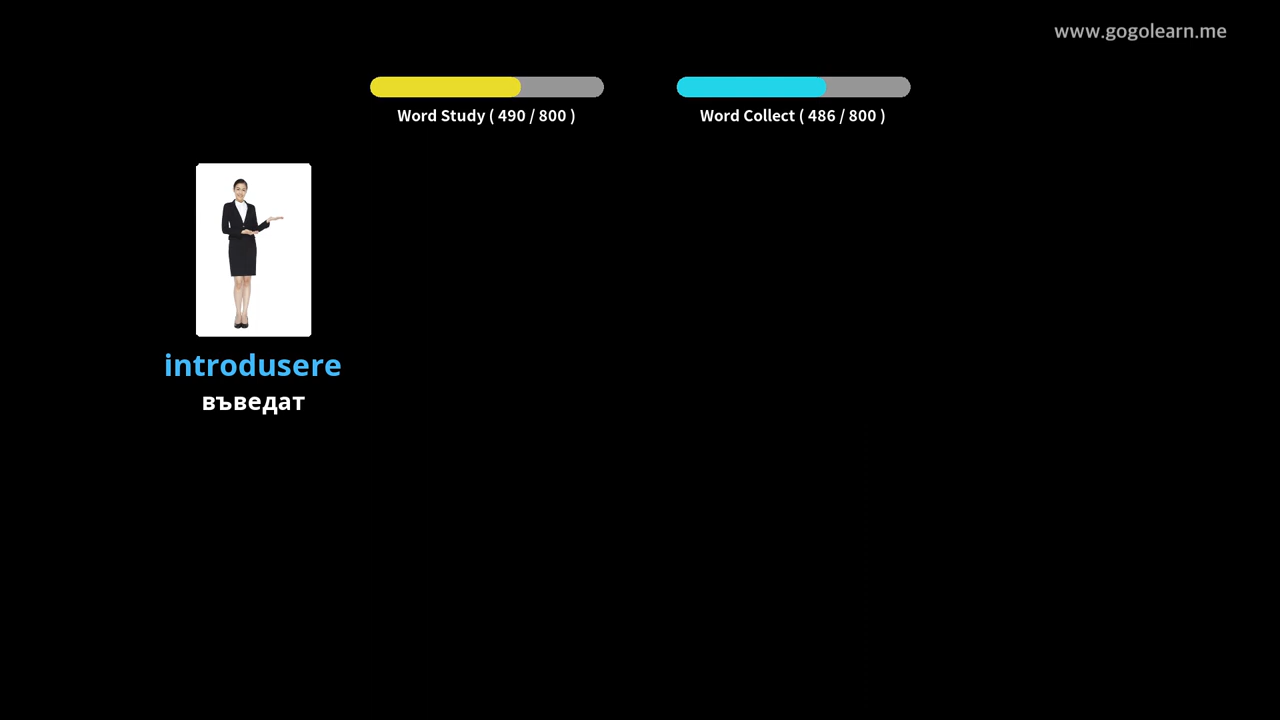 www.gogolearn.me
Word Study ( 490 / 800 )
Word Collect ( 486 / 800 )
introdusere
въведат